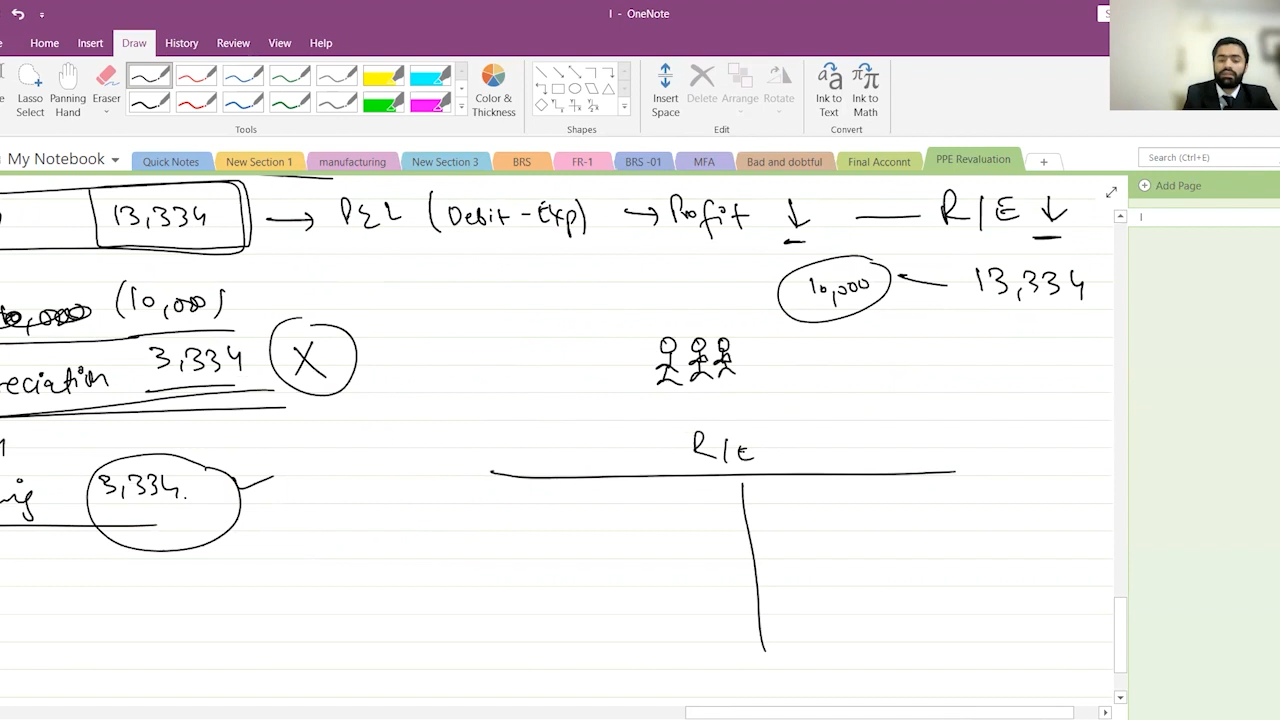 I - OneNote
Home Insert Draw History Review View Help
Lasso Select
Panning Hand
Eraser
Color & Thickness
Insert Space
Delete
Arrange
Rotate
Ink to Text
Ink to Math
Tools
Shapes
Edit
Convert
My Notebook
Quick Notes
New Section 1
manufacturing
New Section 3
BRS
FR-1
BRS -01
MFA
Bad and doubtful
Final Acconnt
PPE Revaluation
+
Search (Ctrl+E)
Add Page
I
13,334 → P&L (Debit - Exp) → Profit ↓ — R/E ↓
10,000 ← 13,334
(10,000)
reciation 3,334 X
3,334.
R/E